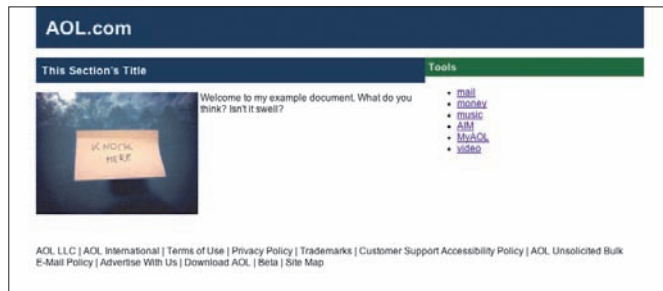 AOL.com
This Section's Title
Tools
KNOCK
HERE
Welcome to my example document. What do you
think? Isn't it swell?
mail
money
music
AIM
MyAOL
video
AOL LLC | AOL International | Terms of Use | Privacy Policy | Trademarks | Customer Support Accessibility Policy | AOL Unsolicited Bulk
E-Mail Policy | Advertise With Us | Download AOL | Beta | Site Map